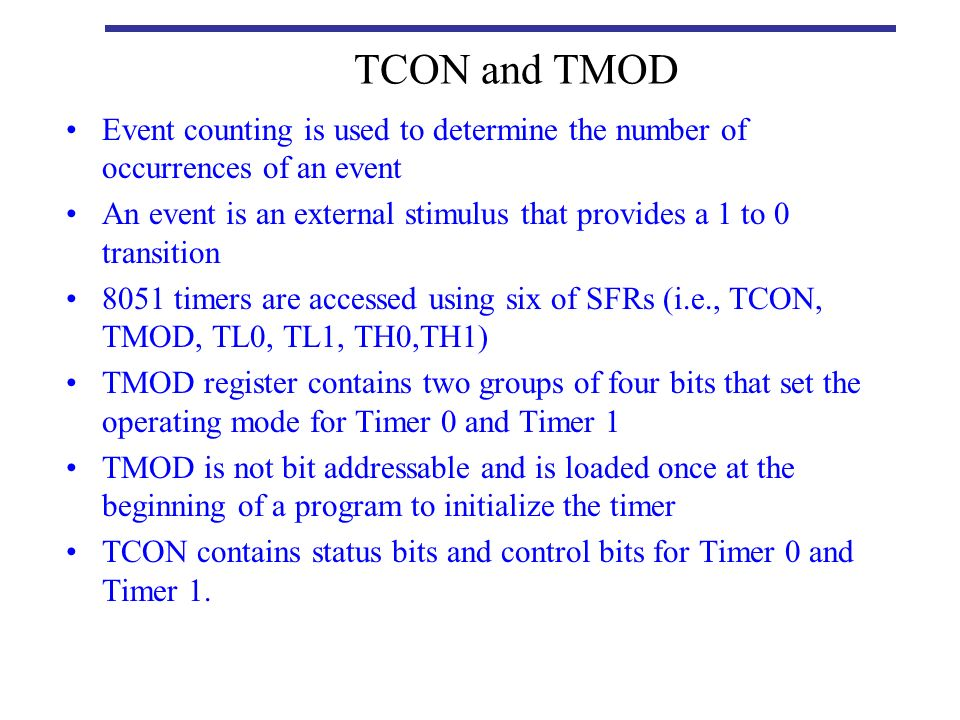 TCON and TMOD
• Event counting is used to determine the number of
occurrences of an event
• An event is an external stimulus that provides a 1 to 0
transition
• 8051 timers are accessed using six of SFRs (i.e., TCON,
TMOD, TL0, TL1, TH0,TH1)
• TMOD register contains two groups of four bits that set the
operating mode for Timer 0 and Timer 1
• TMOD is not bit addressable and is loaded once at the
beginning of a program to initialize the timer
• TCON contains status bits and control bits for Timer 0 and
Timer 1.